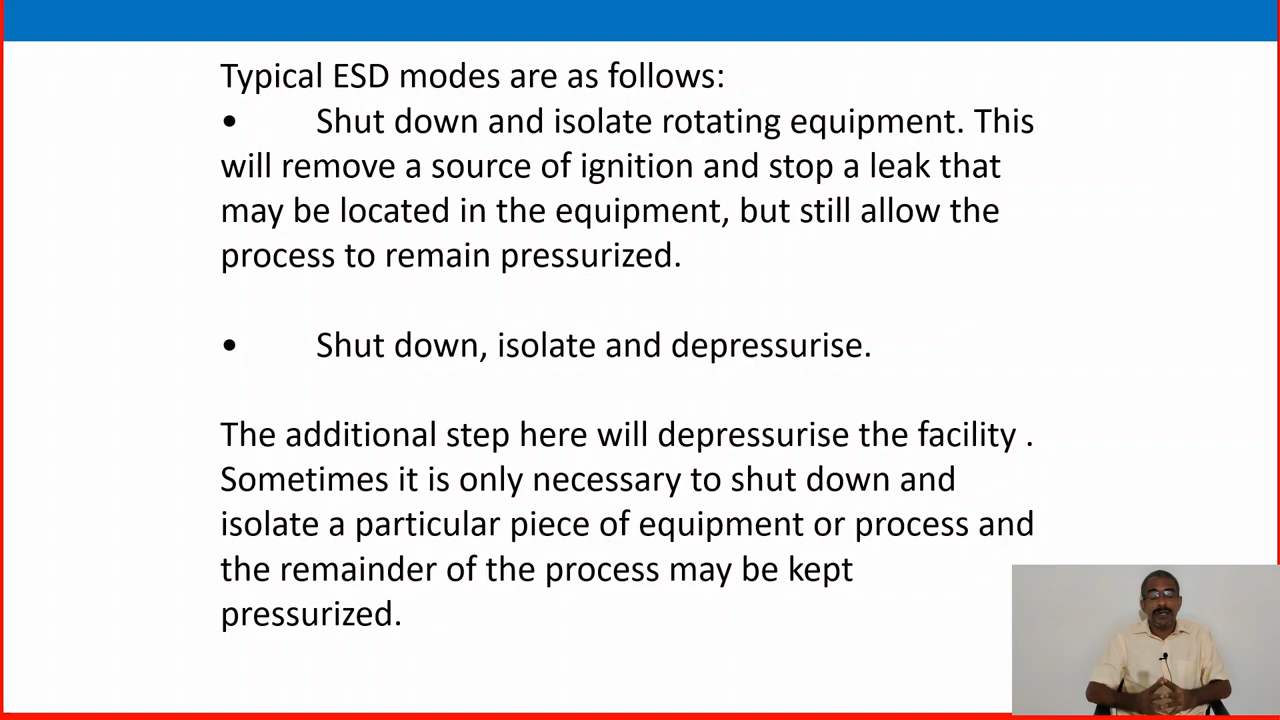 Typical ESD modes are as follows:
• Shut down and isolate rotating equipment. This
will remove a source of ignition and stop a leak that
may be located in the equipment, but still allow the
process to remain pressurized.
• Shut down, isolate and depressurise.
The additional step here will depressurise the facility .
Sometimes it is only necessary to shut down and
isolate a particular piece of equipment or process and
the remainder of the process may be kept
pressurized.